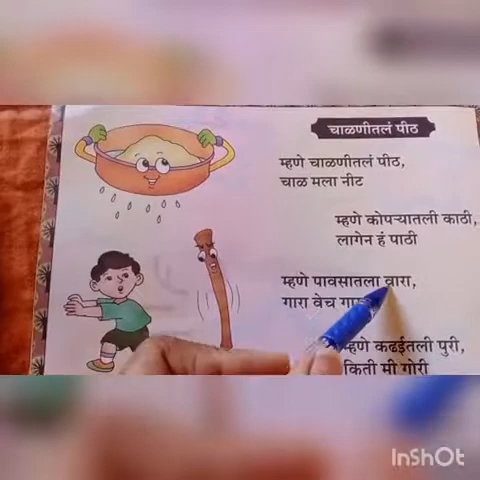 चाळणीतलं पीठ
म्हणे चाळणीतलं पीठ,
चाळ मला नीट
म्हणे कोपऱ्यातली काठी,
लागेन हं पाठी
म्हणे पावसातला वारा,
गारा वेच
म्हणे कढईतली पुरी,
किती मी गोरी
InShOt